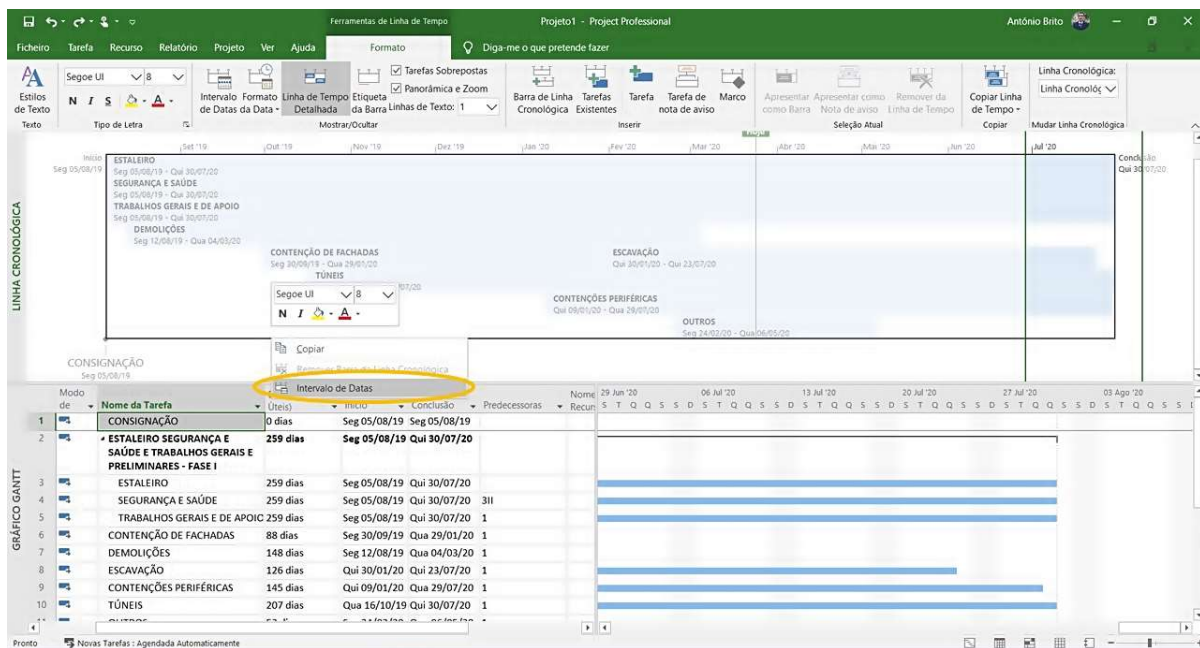 Ferramentas de Linha de Tempo
Projeto1 - Project Professional
António Brito
Ficheiro Tarefa Recurso Relatório Projeto Ver Ajuda Formato Diga-me o que pretende fazer
Estilos de Texto
Segoe UI 8
N I S A
Intervalo de Datas
Formato da Data
Linha de Tempo Detalhada
Etiqueta da Barra
Tarefas Sobrepostas
Panorâmica e Zoom
Linhas de Texto: 1
Barra de Linha Cronológica
Tarefas Existentes
Tarefa
Tarefa de nota de aviso
Marco
Apresentar como Barra
Apresentar como Nota de aviso
Remover da Linha de Tempo
Copiar Linha de Tempo
Linha Cronológica:
Linha Cronolóç
Texto Tipo de Letra Mostrar/Ocultar Inserir Seleção Atual Copiar Mudar Linha Cronológica
Set '19 Out '19 Nov '19 Dez '19 Jan '20 Fev '20 Mar '20 Abr '20 Mai '20 Jun '20 Jul '20
Início
Seg 05/08/19
Conclusão
Qui 30/07/20
ESTALEIRO
Seg 05/08/19 - Qui 30/07/20
SEGURANÇA E SAÚDE
Seg 05/08/19 - Qui 30/07/20
TRABALHOS GERAIS E DE APOIO
Seg 05/08/19 - Qui 30/07/20
DEMOLIÇÕES
Seg 12/08/19 - Qua 04/03/20
CONTENÇÃO DE FACHADAS
Seg 30/09/19 - Qua 29/01/20
ESCAVAÇÃO
Qui 30/01/20 - Qui 23/07/20
TÚNEIS
07/20
CONTENÇÕES PERIFÉRICAS
Qui 09/01/20 - Qua 29/07/20
OUTROS
Seg 24/02/20 - Qua 06/05/20
LINHA CRONOLÓGICA
Segoe UI 8
N I A
Copiar
Remover Barra da Linha Cronológica
Intervalo de Datas
CONSIGNAÇÃO
Seg 05/08/19
Modo de Nome da Tarefa Úteis) Início Conclusão Predecessoras Nome Recur
29 Jun '20 06 Jul '20 13 Jul '20 20 Jul '20 27 Jul '20 03 Ago '20
S T Q Q S S D S T Q Q S S D S T Q Q S S D S T Q Q S S D S T Q Q S S D S T Q Q S S
1 CONSIGNAÇÃO 0 dias Seg 05/08/19 Seg 05/08/19
2 ESTALEIRO SEGURANÇA E SAÚDE E TRABALHOS GERAIS E PRELIMINARES - FASE I 259 dias Seg 05/08/19 Qui 30/07/20
3 ESTALEIRO 259 dias Seg 05/08/19 Qui 30/07/20
4 SEGURANÇA E SAÚDE 259 dias Seg 05/08/19 Qui 30/07/20 3II
5 TRABALHOS GERAIS E DE APOIC 259 dias Seg 05/08/19 Qui 30/07/20 1
6 CONTENÇÃO DE FACHADAS 88 dias Seg 30/09/19 Qua 29/01/20 1
7 DEMOLIÇÕES 148 dias Seg 12/08/19 Qua 04/03/20 1
8 ESCAVAÇÃO 126 dias Qui 30/01/20 Qui 23/07/20 1
9 CONTENÇÕES PERIFÉRICAS 145 dias Qui 09/01/20 Qua 29/07/20 1
10 TÚNEIS 207 dias Qua 16/10/19 Qui 30/07/20 1
GRÁFICO GANTT
Pronto Novas Tarefas : Agendada Automaticamente